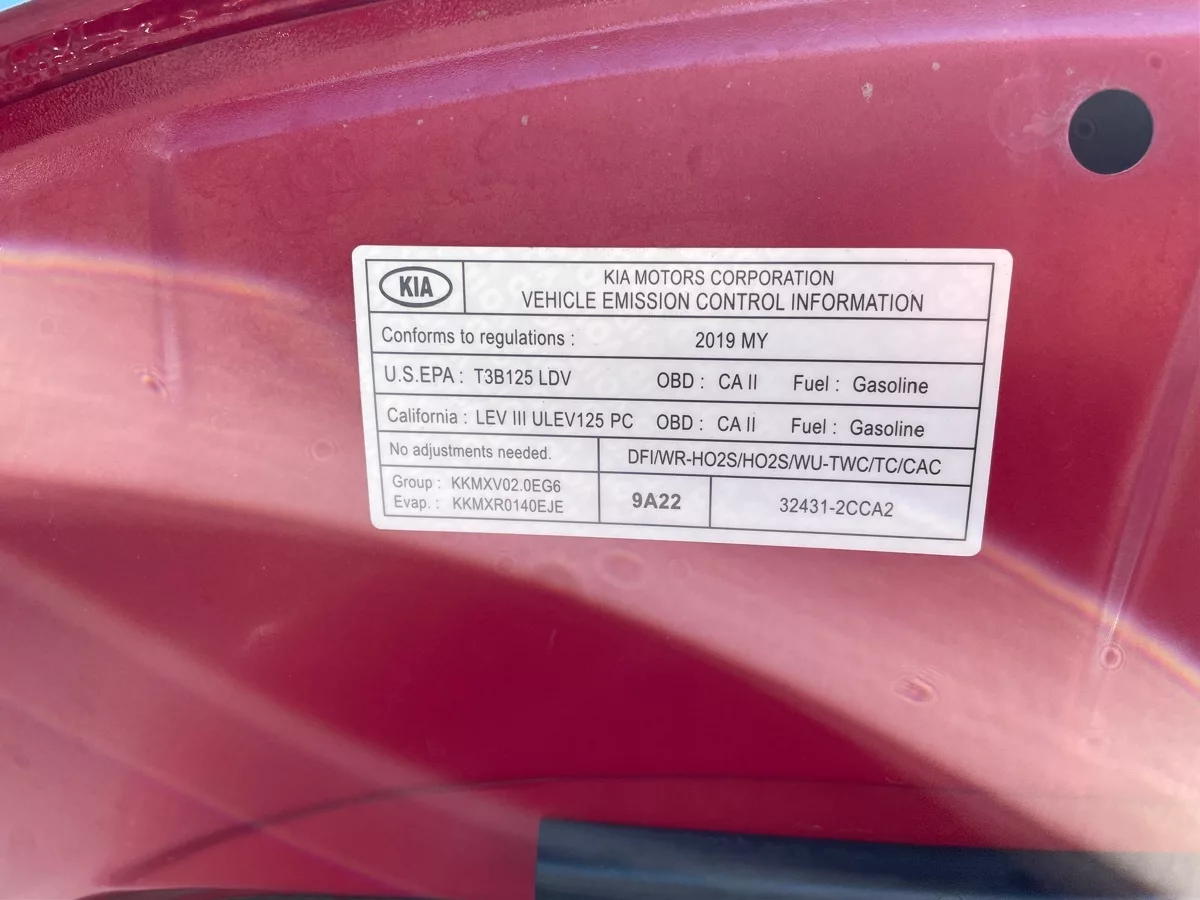 KIA
KIA MOTORS CORPORATION
VEHICLE EMISSION CONTROL INFORMATION
Conforms to regulations : 2019 MY
U.S.EPA : T3B125 LDV OBD : CA II Fuel : Gasoline
California : LEV III ULEV125 PC OBD : CA II Fuel : Gasoline
No adjustments needed. DFI/WR-HO2S/HO2S/WU-TWC/TC/CAC
Group : KKMXV02.0EG6
Evap. : KKMXR0140EJE
9A22
32431-2CCA2